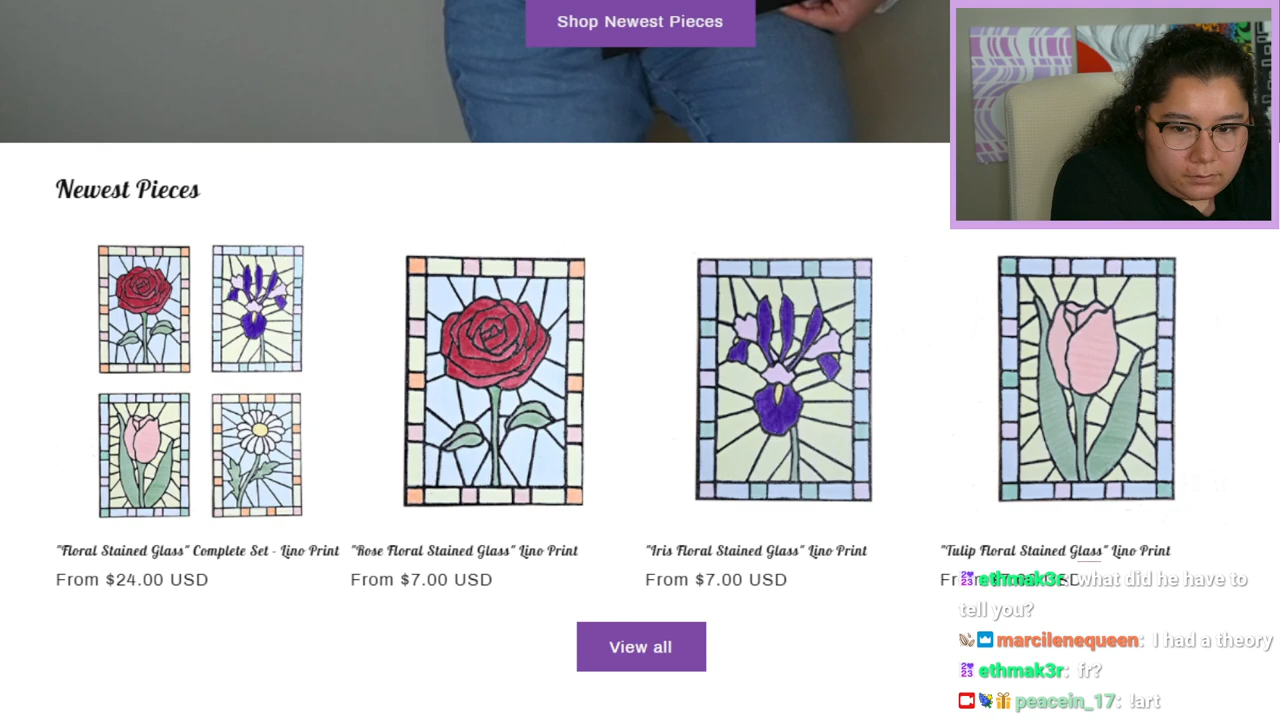 Shop Newest Pieces
Newest Pieces
"Floral Stained Glass" Complete Set - Lino Print
From $24.00 USD
"Rose Floral Stained Glass" Lino Print
From $7.00 USD
"Iris Floral Stained Glass" Lino Print
From $7.00 USD
"Tulip Floral Stained Glass" Lino Print
View all
ethmak3r: what did he have to
tell you?
marcilenequeen: I had a theory
ethmak3r: fr?
peacein_17: !art